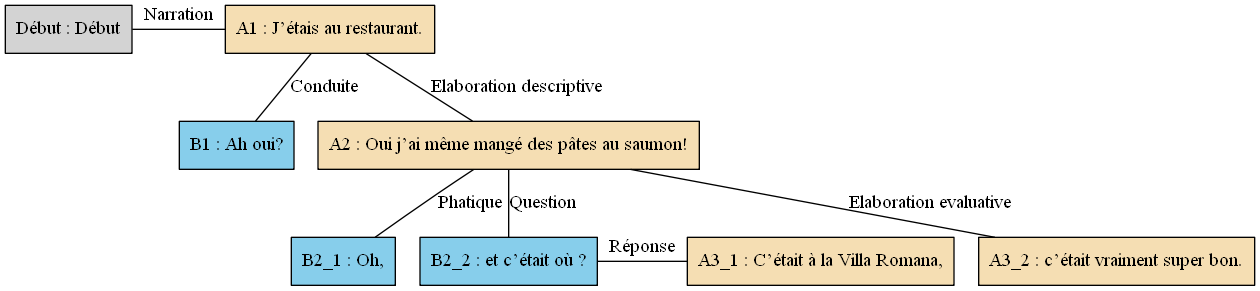 Début : Début
Narration
A1 : J’étais au restaurant.
Conduite
Elaboration descriptive
B1 : Ah oui?
A2 : Oui j’ai même mangé des pâtes au saumon!
Phatique
Question
Elaboration evaluative
B2_1 : Oh,
B2_2 : et c’était où ?
Réponse
A3_1 : C’était à la Villa Romana,
A3_2 : c’était vraiment super bon.